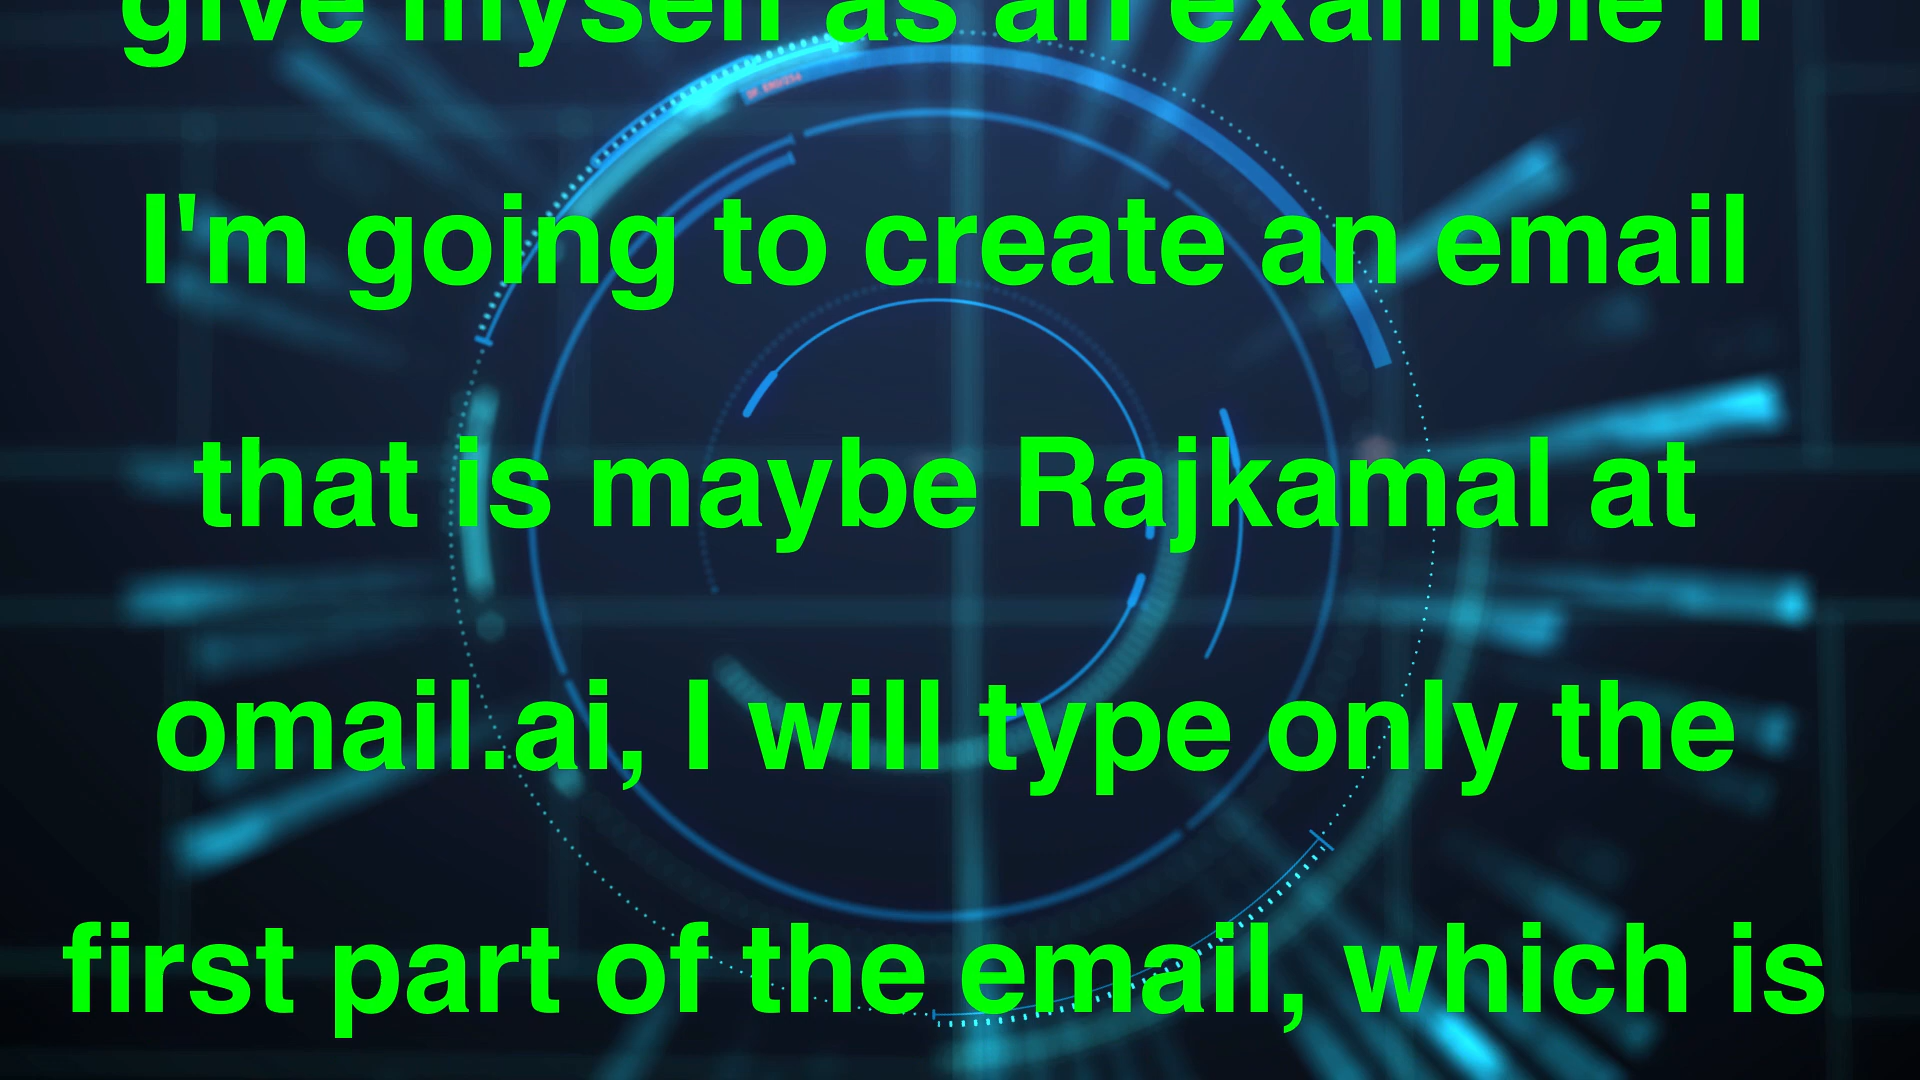 give myself as an example if
I'm going to create an email
that is maybe Rajkamal at
omail.ai, I will type only the
first part of the email, which is